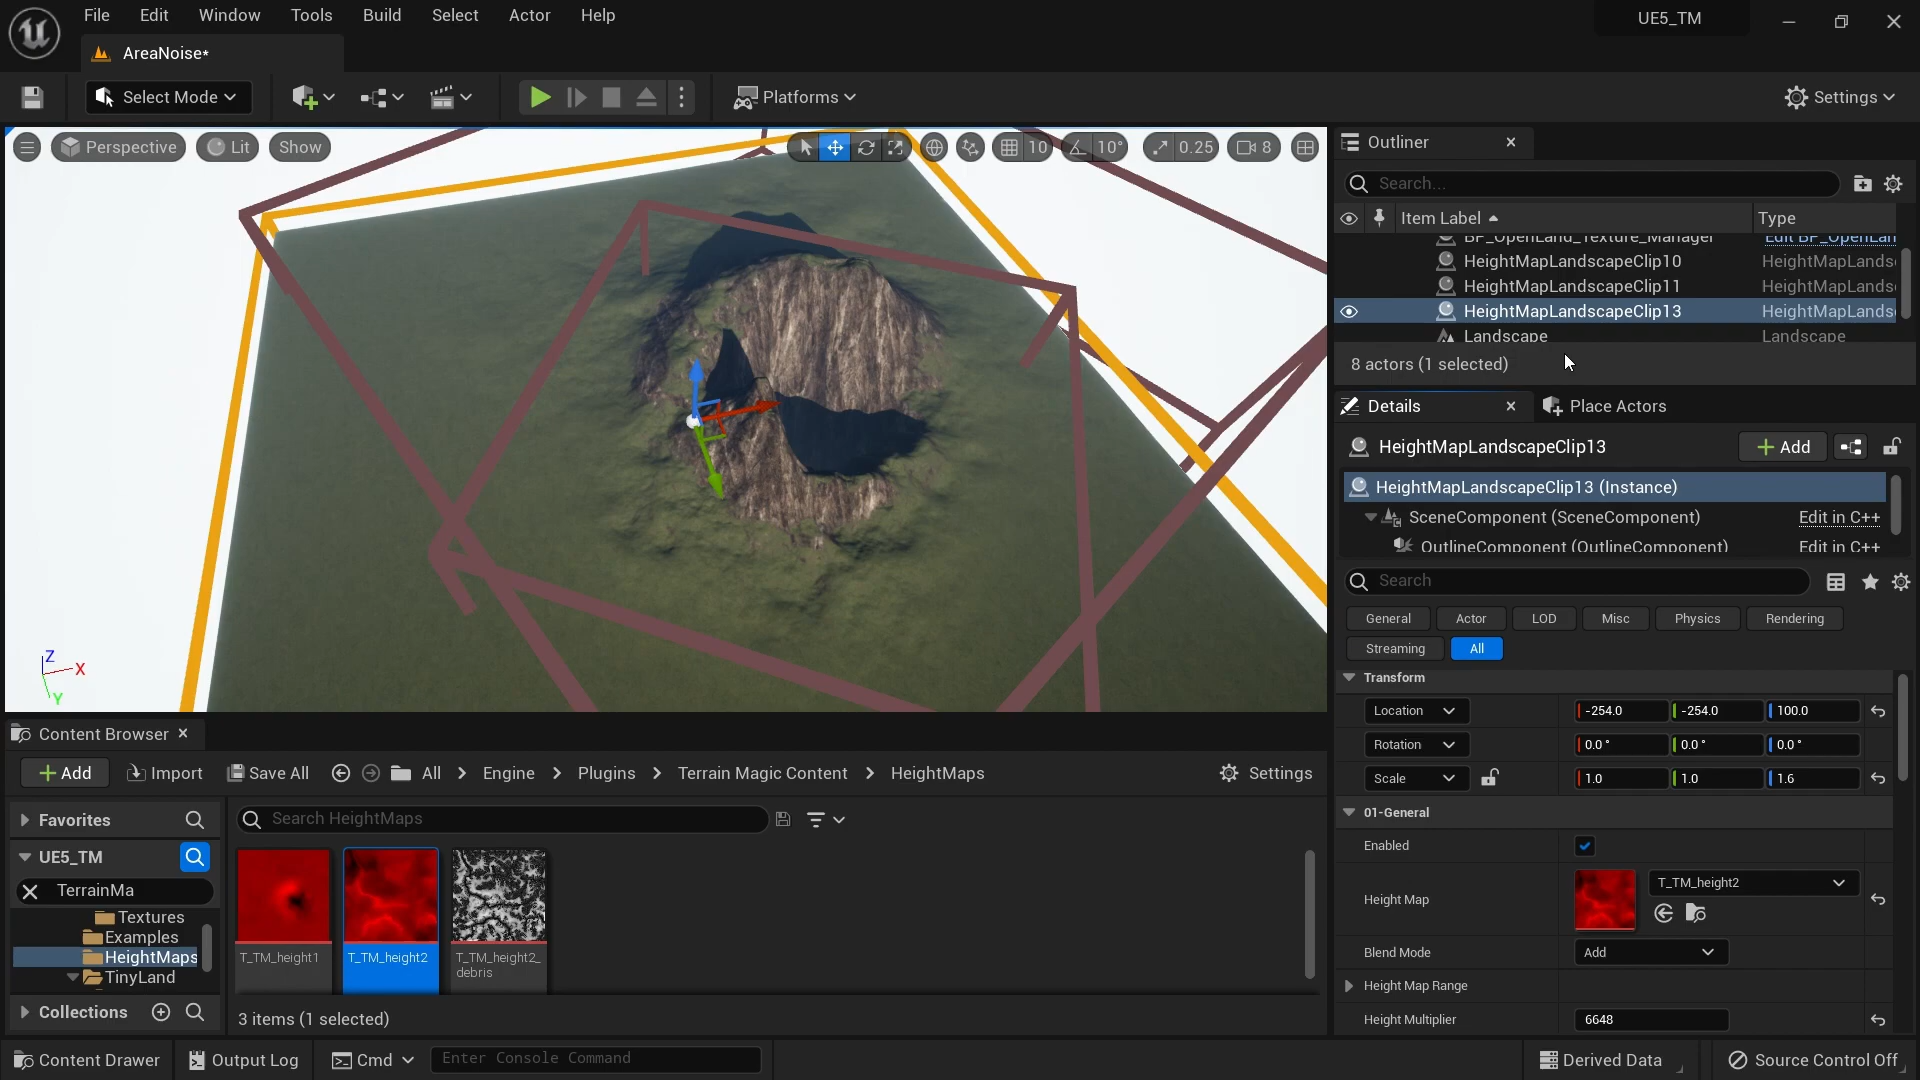 File Edit Window Tools Build Select Actor Help
UE5_TM
AreaNoise*
Select Mode
Platforms
Settings
Perspective
Lit
Show
10
10°
0.25
8
Z
X
Y
Outliner
Search...
Item Label
Type
BP_OpenLand_Texture_Manager Edit BP_OpenLan
HeightMapLandscapeClip10 HeightMapLands
HeightMapLandscapeClip11 HeightMapLands
HeightMapLandscapeClip13 HeightMapLands
Landscape Landscape
8 actors (1 selected)
Details
Place Actors
HeightMapLandscapeClip13
Add
HeightMapLandscapeClip13 (Instance)
SceneComponent (SceneComponent) Edit in C++
OutlineComponent (OutlineComponent) Edit in C++
Search
General Actor LOD Misc Physics Rendering
Streaming All
Transform
Location -254.0 -254.0 100.0
Rotation 0.0 ° 0.0 ° 0.0 °
Scale 1.0 1.0 1.6
01-General
Enabled
Height Map T_TM_height2
Blend Mode Add
Height Map Range
Height Multiplier 6648
Content Browser
Add Import Save All All Engine Plugins Terrain Magic Content HeightMaps Settings
Favorites
UE5_TM
TerrainMa
Textures
Examples
HeightMaps
TinyLand
Collections
Search HeightMaps
T_TM_height1
T_TM_height2
T_TM_height2_
debris
3 items (1 selected)
Content Drawer Output Log Cmd Enter Console Command Derived Data Source Control Off